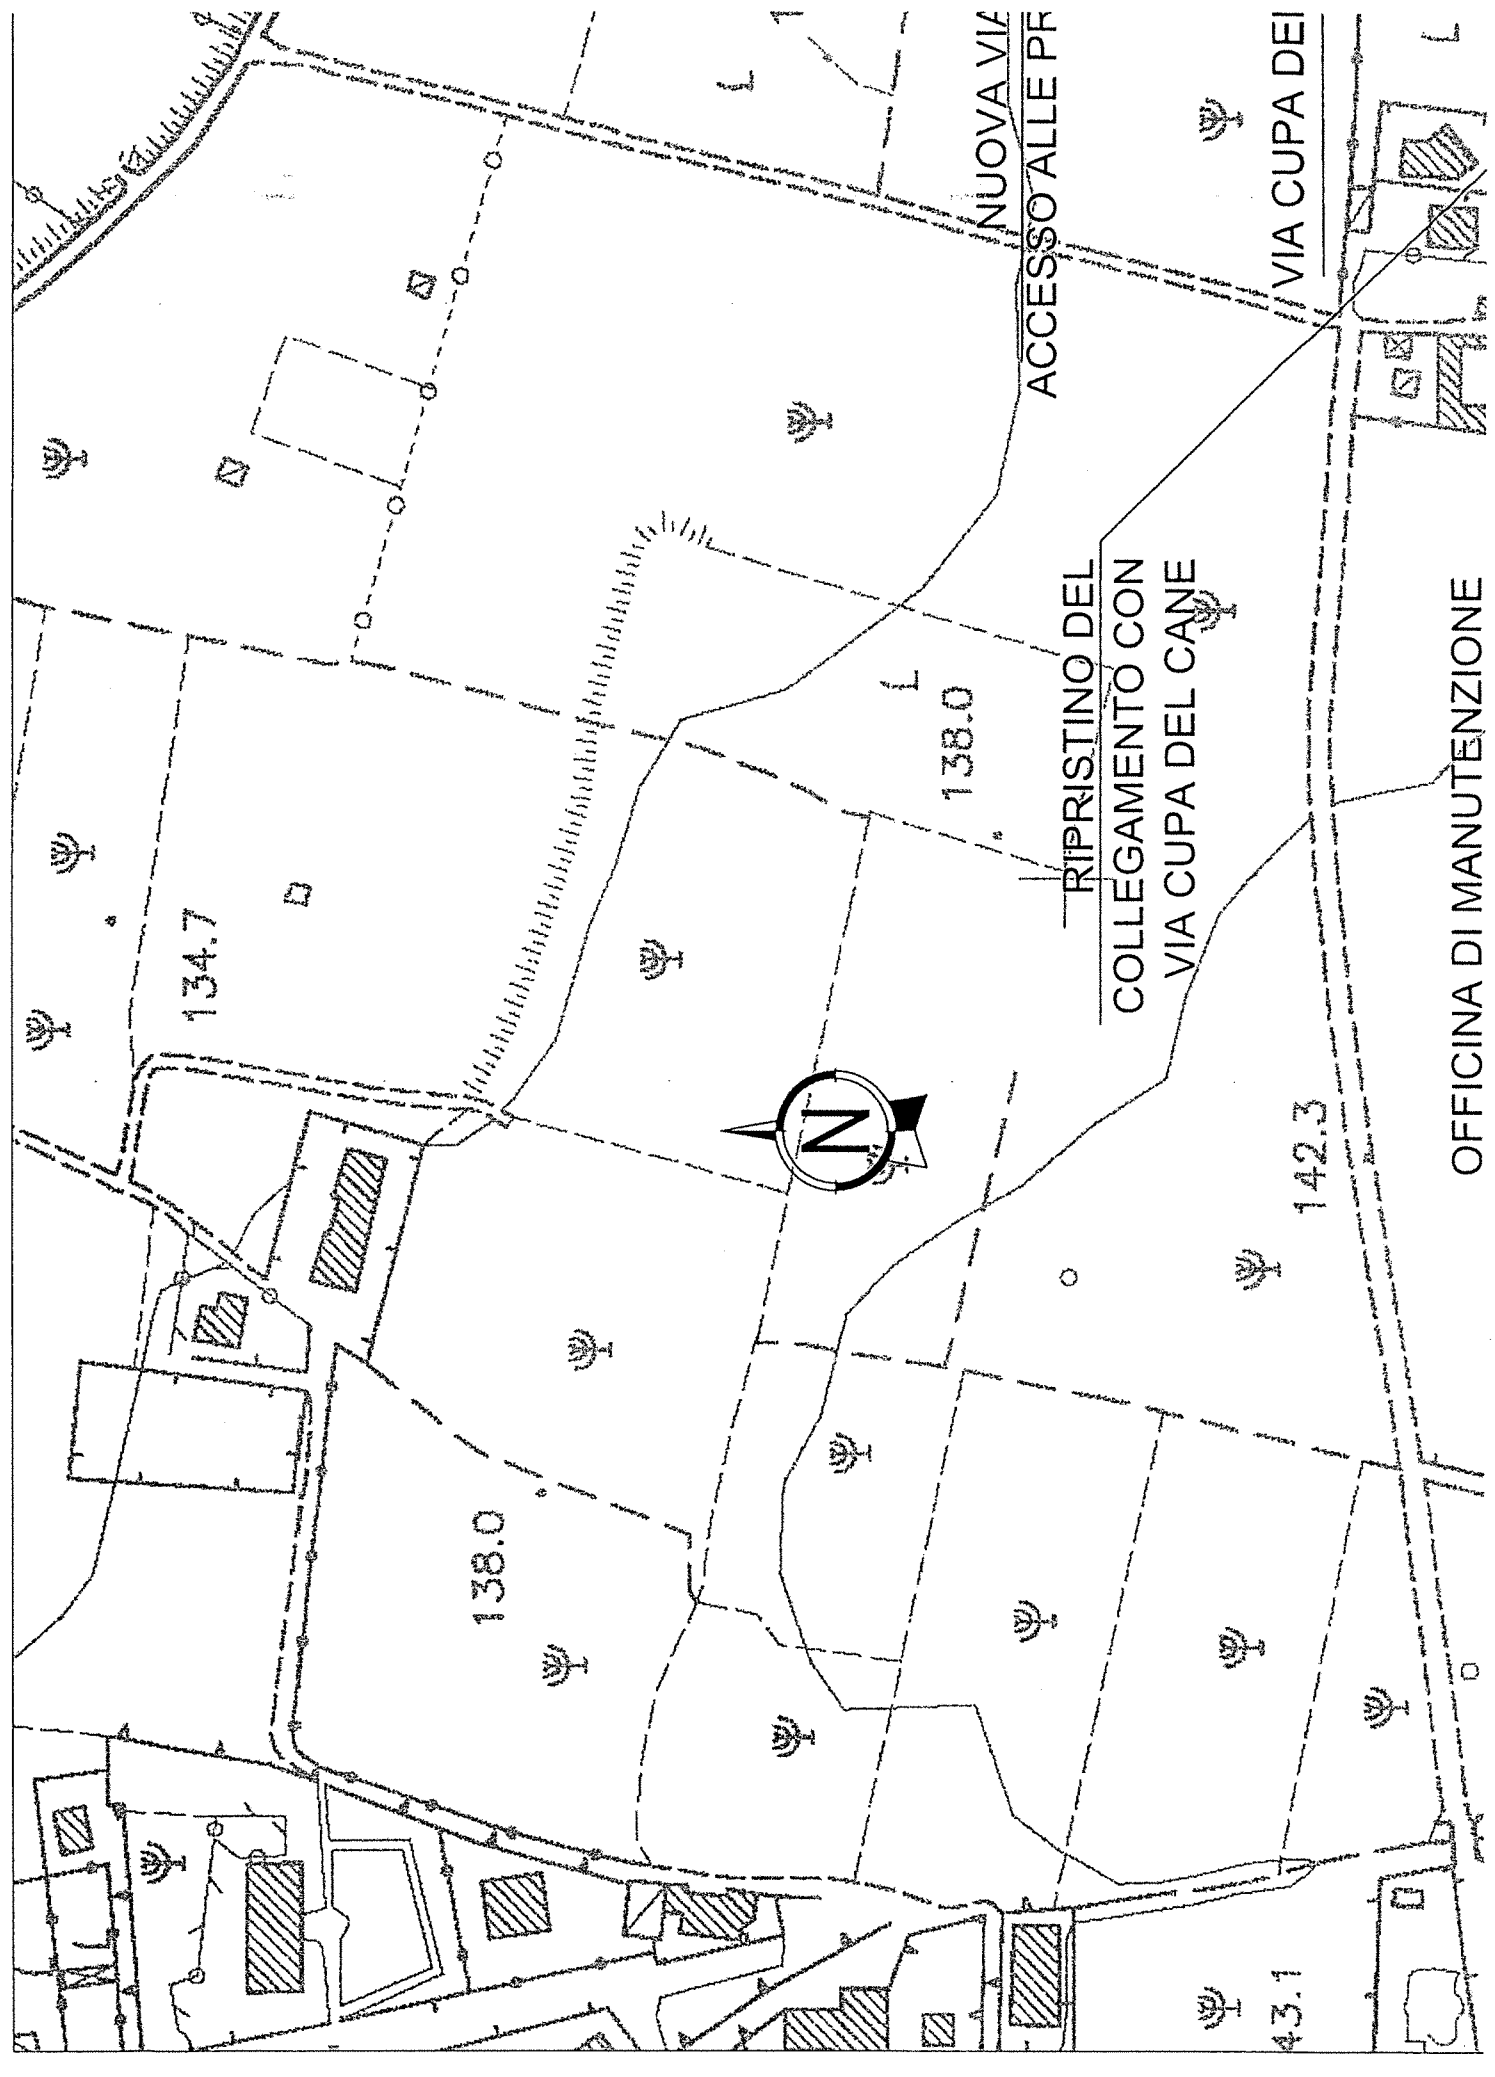 NUOVA VIA
ACCESSO ALLE PR
VIA CUPA DEI
RIPRISTINO DEL
COLLEGAMENTO CON
VIA CUPA DEL CANE
OFFICINA DI MANUTENZIONE
134.7
138.0
138.0
142.3
43.1
N